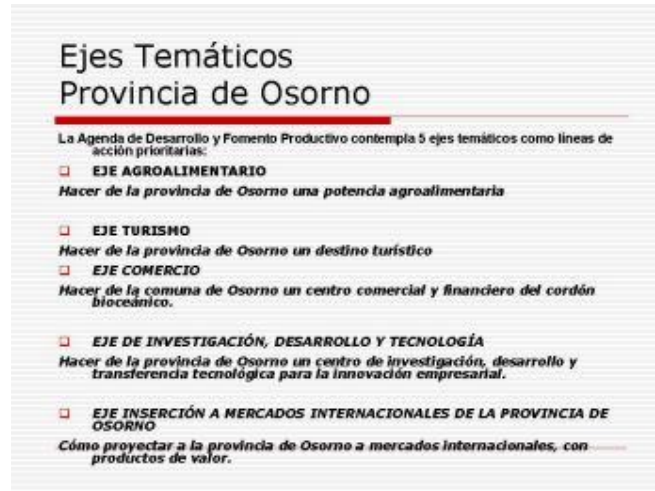 Ejes Temáticos
Provincia de Osorno
La Agenda de Desarrollo y Fomento Productivo contempla 5 ejes temáticos como líneas de
acción prioritarias:
EJE AGROALIMENTARIO
Hacer de la provincia de Osorno una potencia agroalimentaria
EJE TURISMO
Hacer de la provincia de Osorno un destino turístico
EJE COMERCIO
Hacer de la comuna de Osorno un centro comercial y financiero del cordón
bioceánico.
EJE DE INVESTIGACIÓN, DESARROLLO Y TECNOLOGÍA
Hacer de la provincia de Osorno un centro de investigación, desarrollo y
transferencia tecnológica para la innovación empresarial.
EJE INSERCIÓN A MERCADOS INTERNACIONALES DE LA PROVINCIA DE
OSORNO
Cómo proyectar a la provincia de Osorno a mercados internacionales, con
productos de valor.